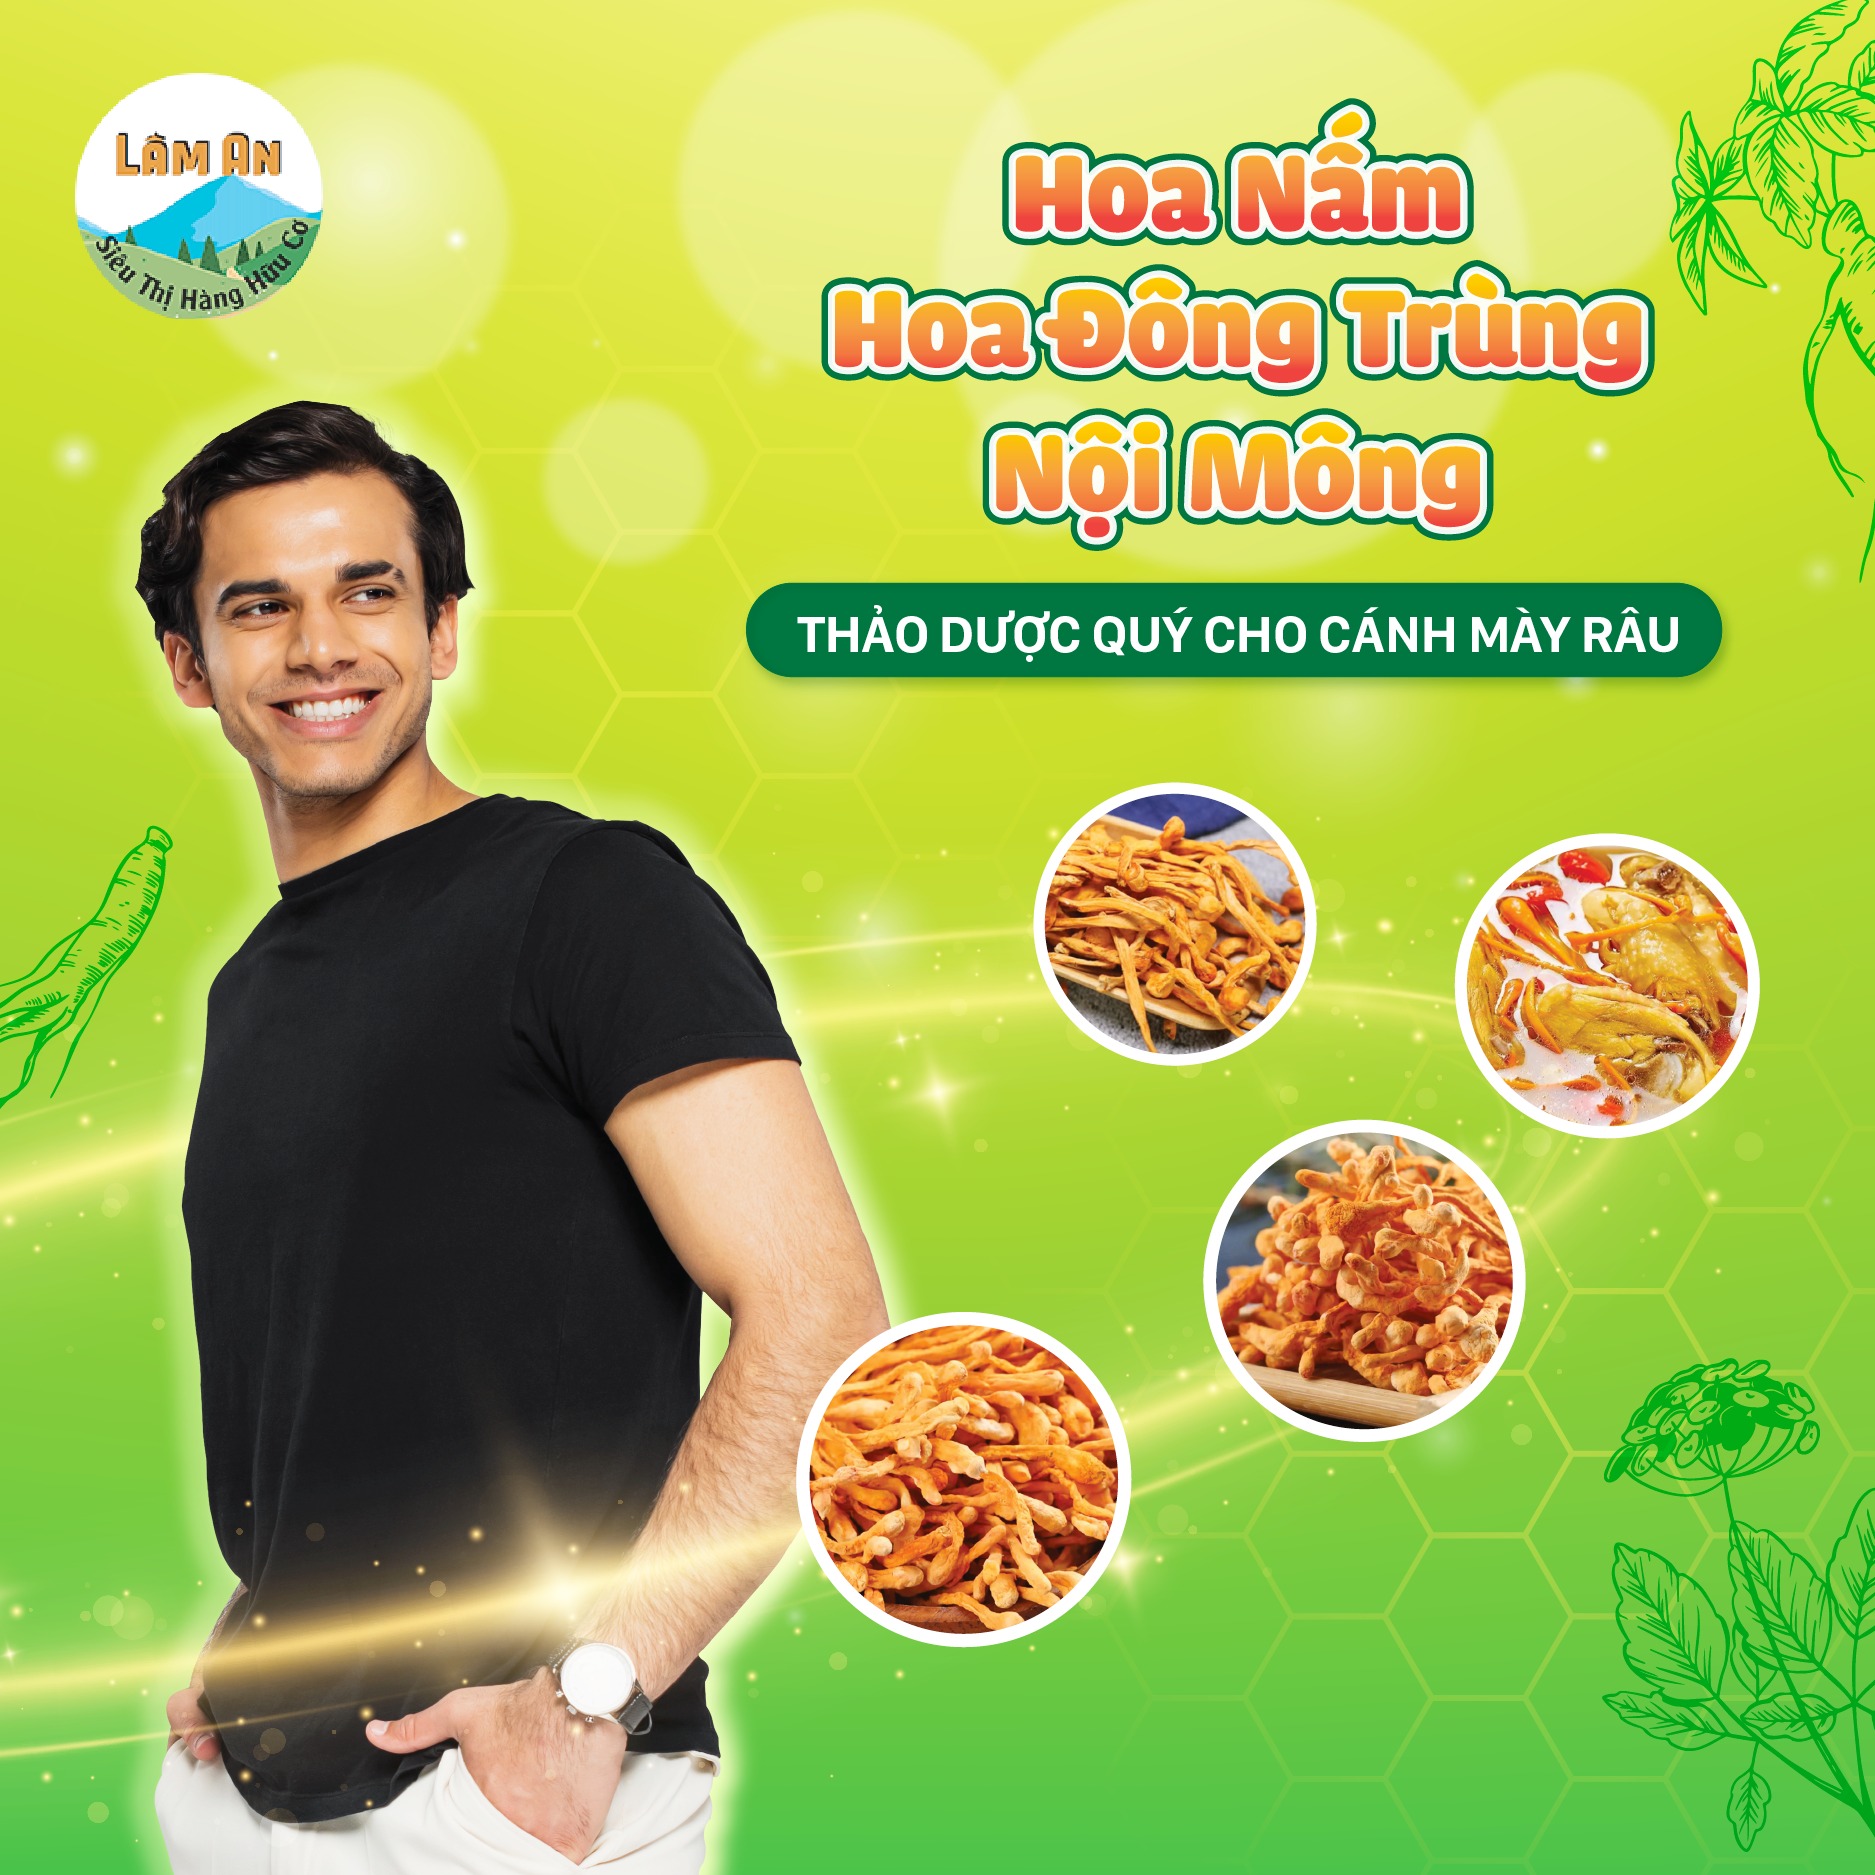 LÂM AN
Siêu Thị Hàng Hữu Cơ
Hoa Nấm
Hoa Đông Trùng
Nội Mông
THẢO DƯỢC QUÝ CHO CÁNH MÀY RÂU